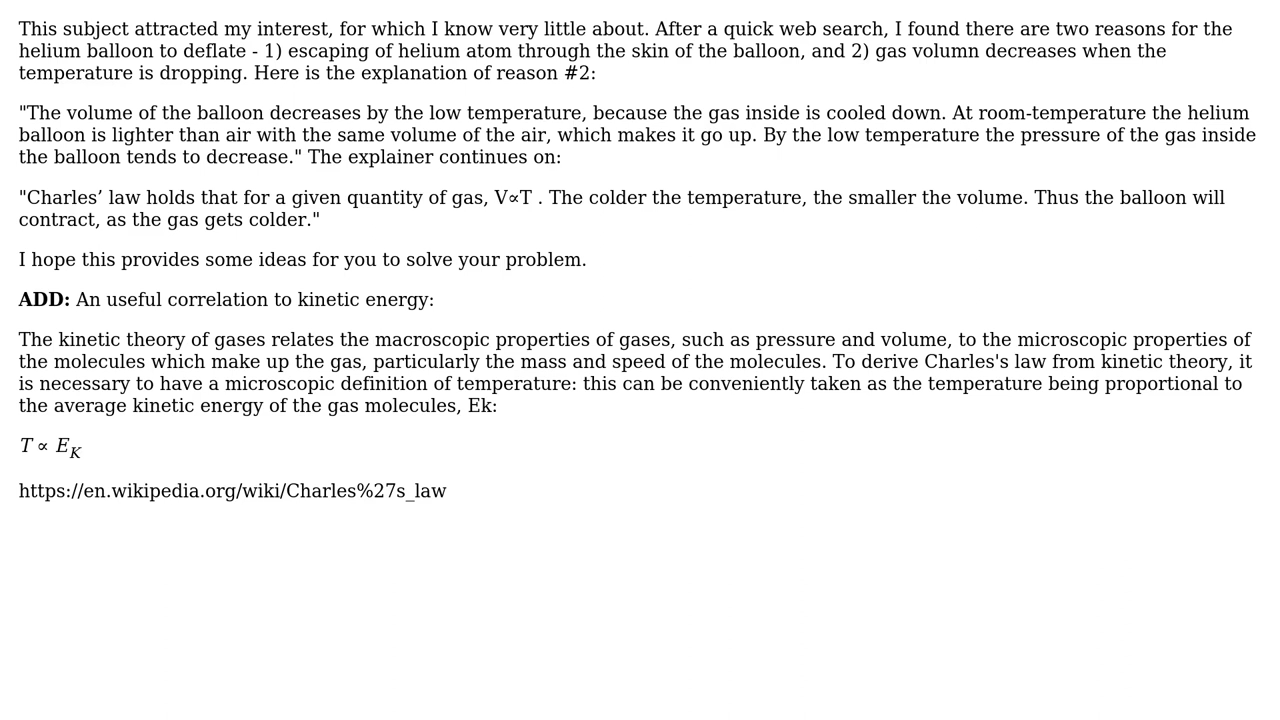 This subject attracted my interest, for which I know very little about. After a quick web search, I found there are two reasons for the
helium balloon to deflate - 1) escaping of helium atom through the skin of the balloon, and 2) gas volumn decreases when the
temperature is dropping. Here is the explanation of reason #2:
"The volume of the balloon decreases by the low temperature, because the gas inside is cooled down. At room-temperature the helium
balloon is lighter than air with the same volume of the air, which makes it go up. By the low temperature the pressure of the gas inside
the balloon tends to decrease." The explainer continues on:
"Charles’ law holds that for a given quantity of gas, V∝T . The colder the temperature, the smaller the volume. Thus the balloon will
contract, as the gas gets colder."
I hope this provides some ideas for you to solve your problem.
ADD: An useful correlation to kinetic energy:
The kinetic theory of gases relates the macroscopic properties of gases, such as pressure and volume, to the microscopic properties of
the molecules which make up the gas, particularly the mass and speed of the molecules. To derive Charles's law from kinetic theory, it
is necessary to have a microscopic definition of temperature: this can be conveniently taken as the temperature being proportional to
the average kinetic energy of the gas molecules, Ek:
T ∝ E_K
https://en.wikipedia.org/wiki/Charles%27s_law